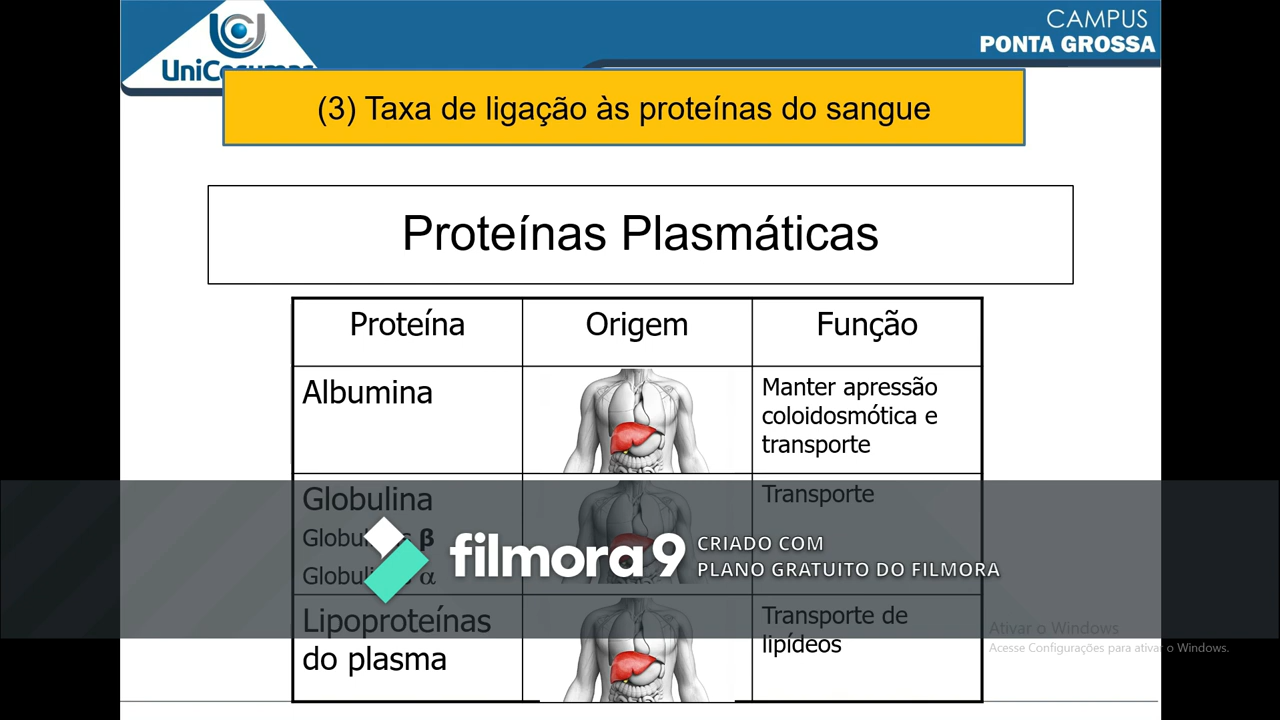 CAMPUS
PONTA GROSSA
(3) Taxa de ligação às proteínas do sangue
Proteínas Plasmáticas
Proteína Origem Função
Albumina
Manter apressão
coloidosmótica e
transporte
Globulina
β
α
Transporte
filmora9
CRIADO COM
PLANO GRATUITO DO FILMORA
Lipoproteínas
do plasma
Transporte de
lipídeos
Ativar o Windows
Acesse Configurações para ativar o Windows.